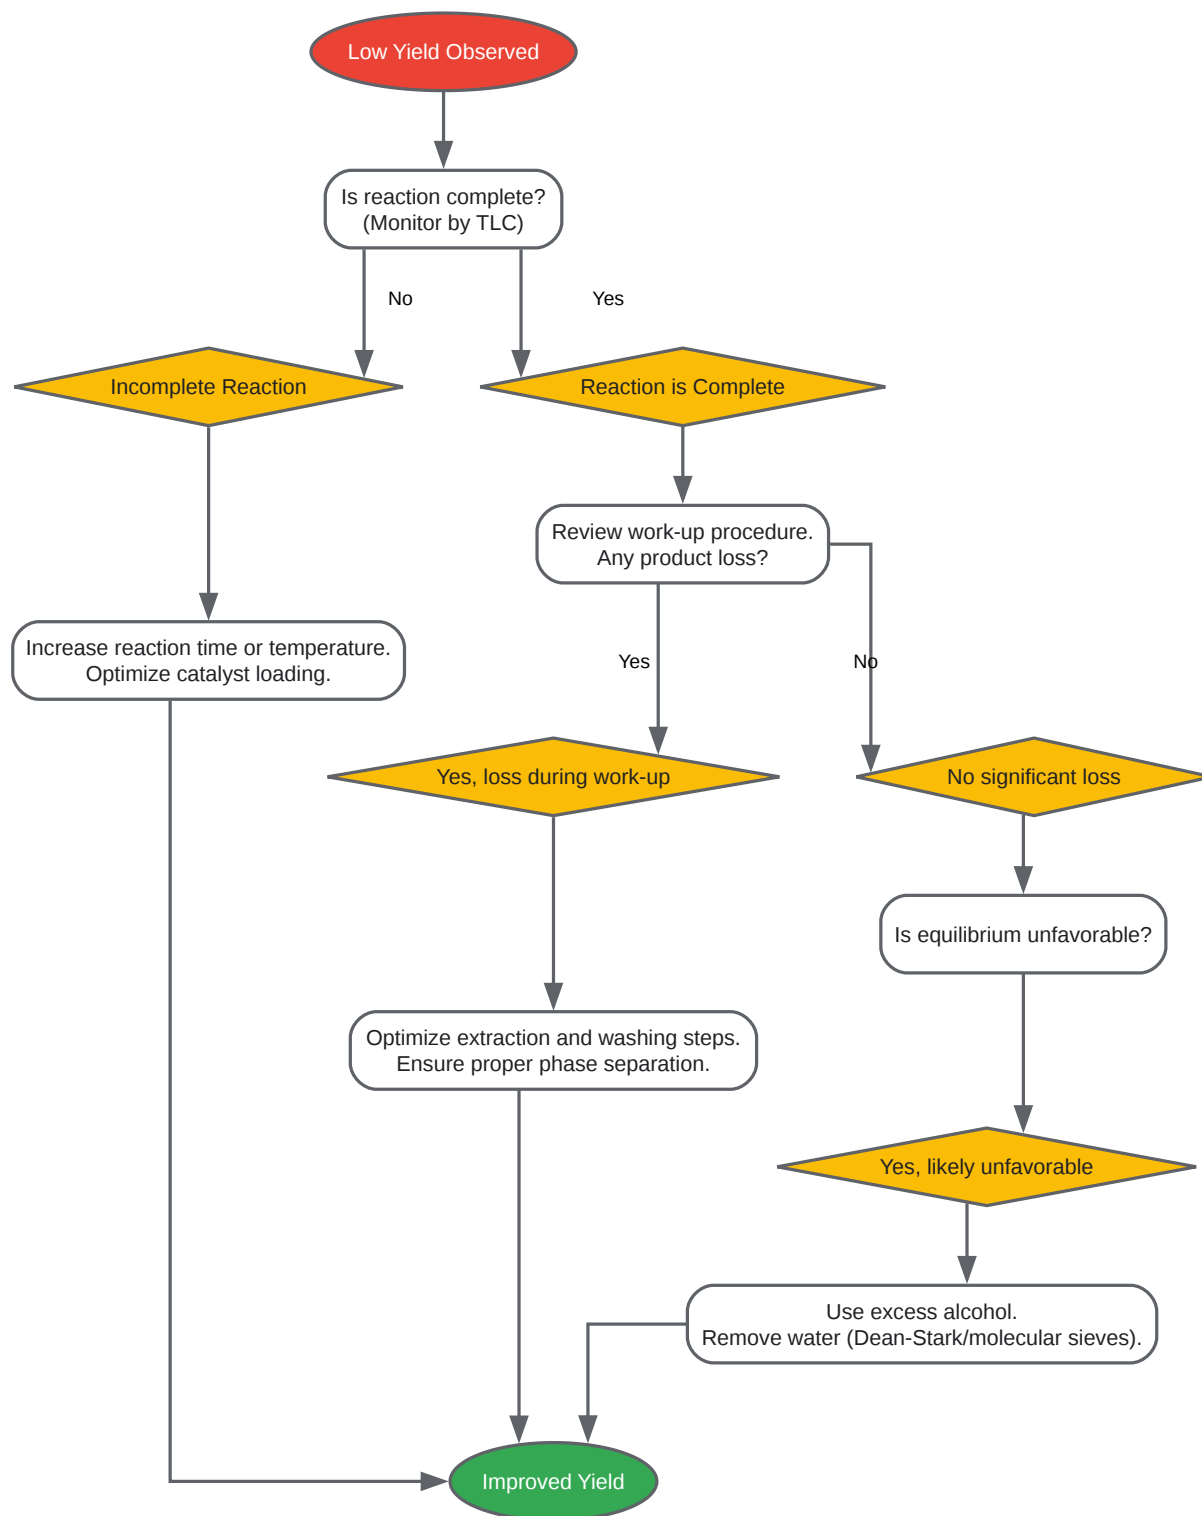 Low Yield Observed
Is reaction complete?
(Monitor by TLC)
No
Yes
Incomplete Reaction
Reaction is Complete
Review work-up procedure.
Any product loss?
Increase reaction time or temperature.
Optimize catalyst loading.
Yes
No
Yes, loss during work-up
No significant loss
Is equilibrium unfavorable?
Optimize extraction and washing steps.
Ensure proper phase separation.
Yes, likely unfavorable
Use excess alcohol.
Remove water (Dean-Stark/molecular sieves).
Improved Yield